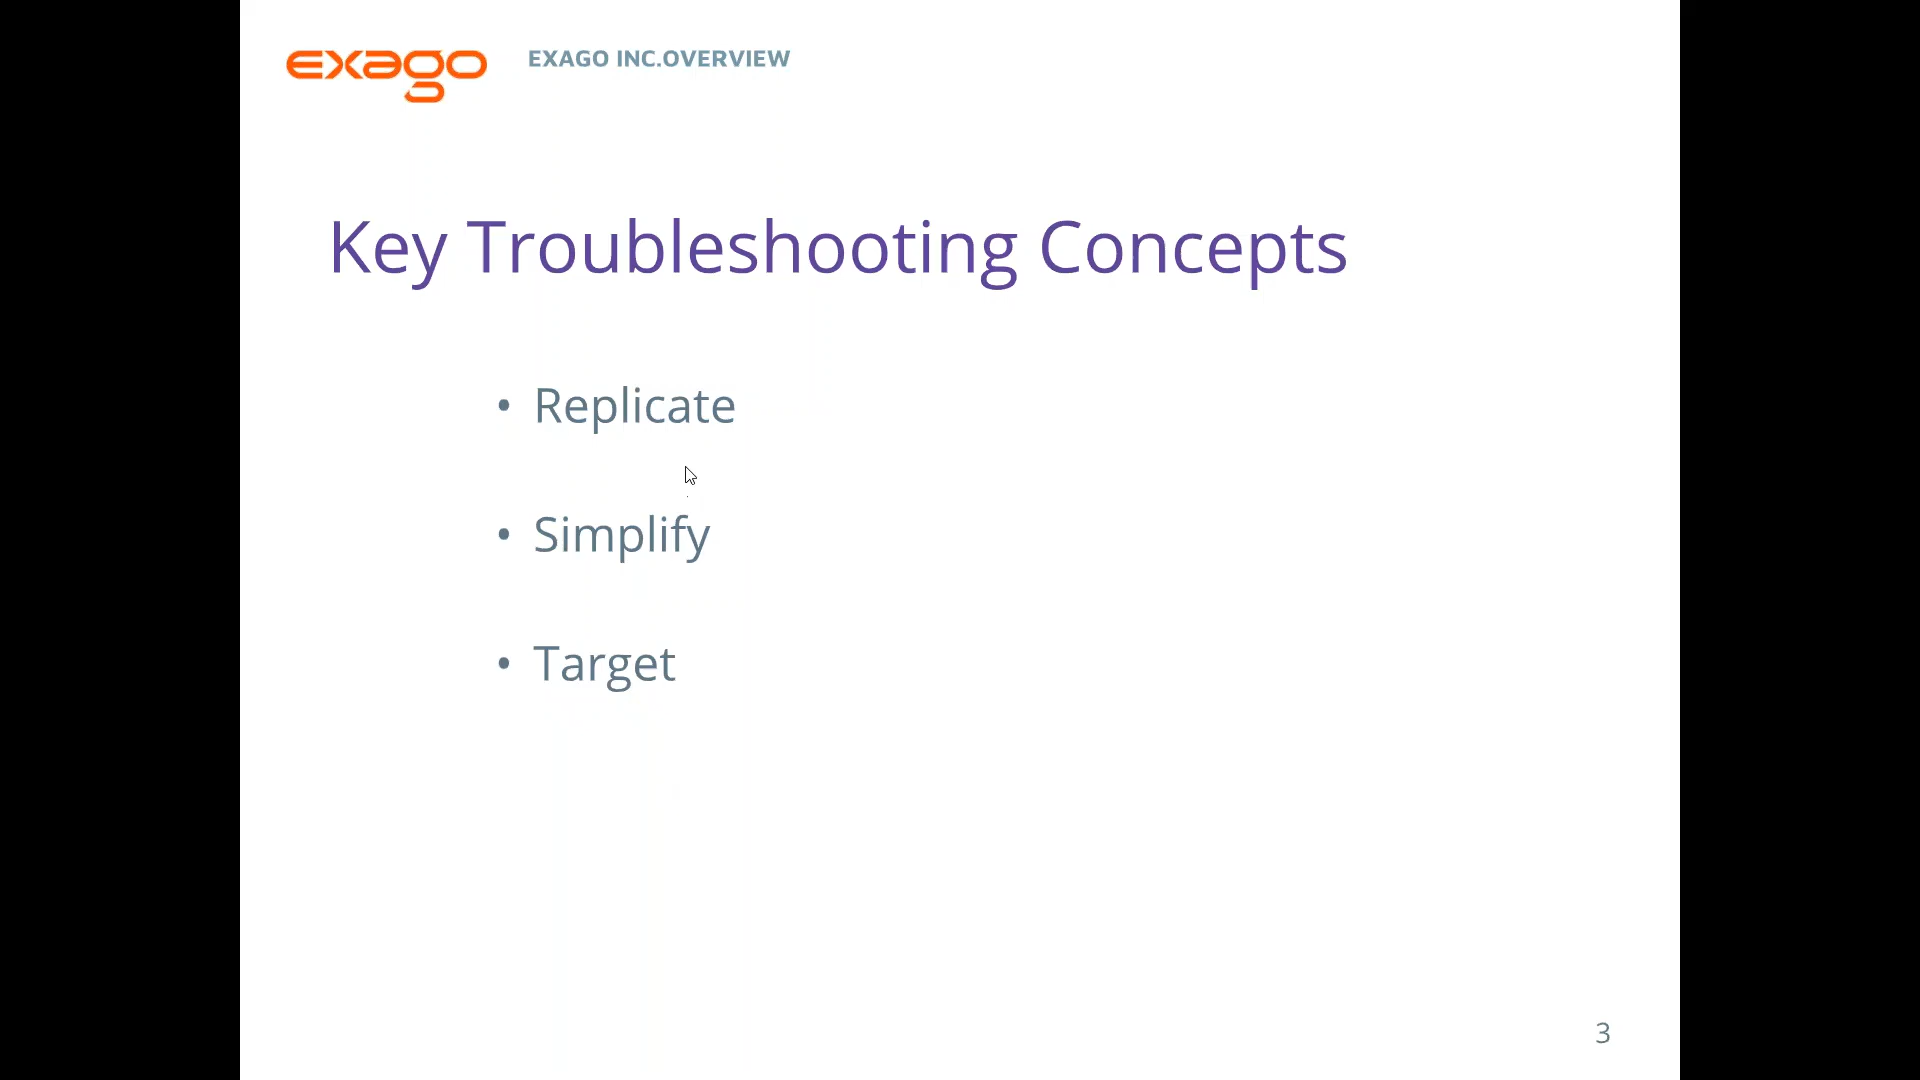 exago
EXAGO INC.OVERVIEW
Key Troubleshooting Concepts
• Replicate
• Simplify
• Target
3